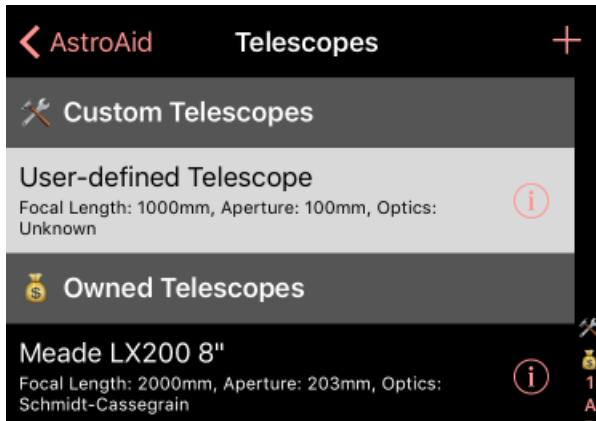 AstroAid
Telescopes
Custom Telescopes
User-defined Telescope
Focal Length: 1000mm, Aperture: 100mm, Optics:
Unknown
Owned Telescopes
Meade LX200 8"
Focal Length: 2000mm, Aperture: 203mm, Optics:
Schmidt-Cassegrain
1
A